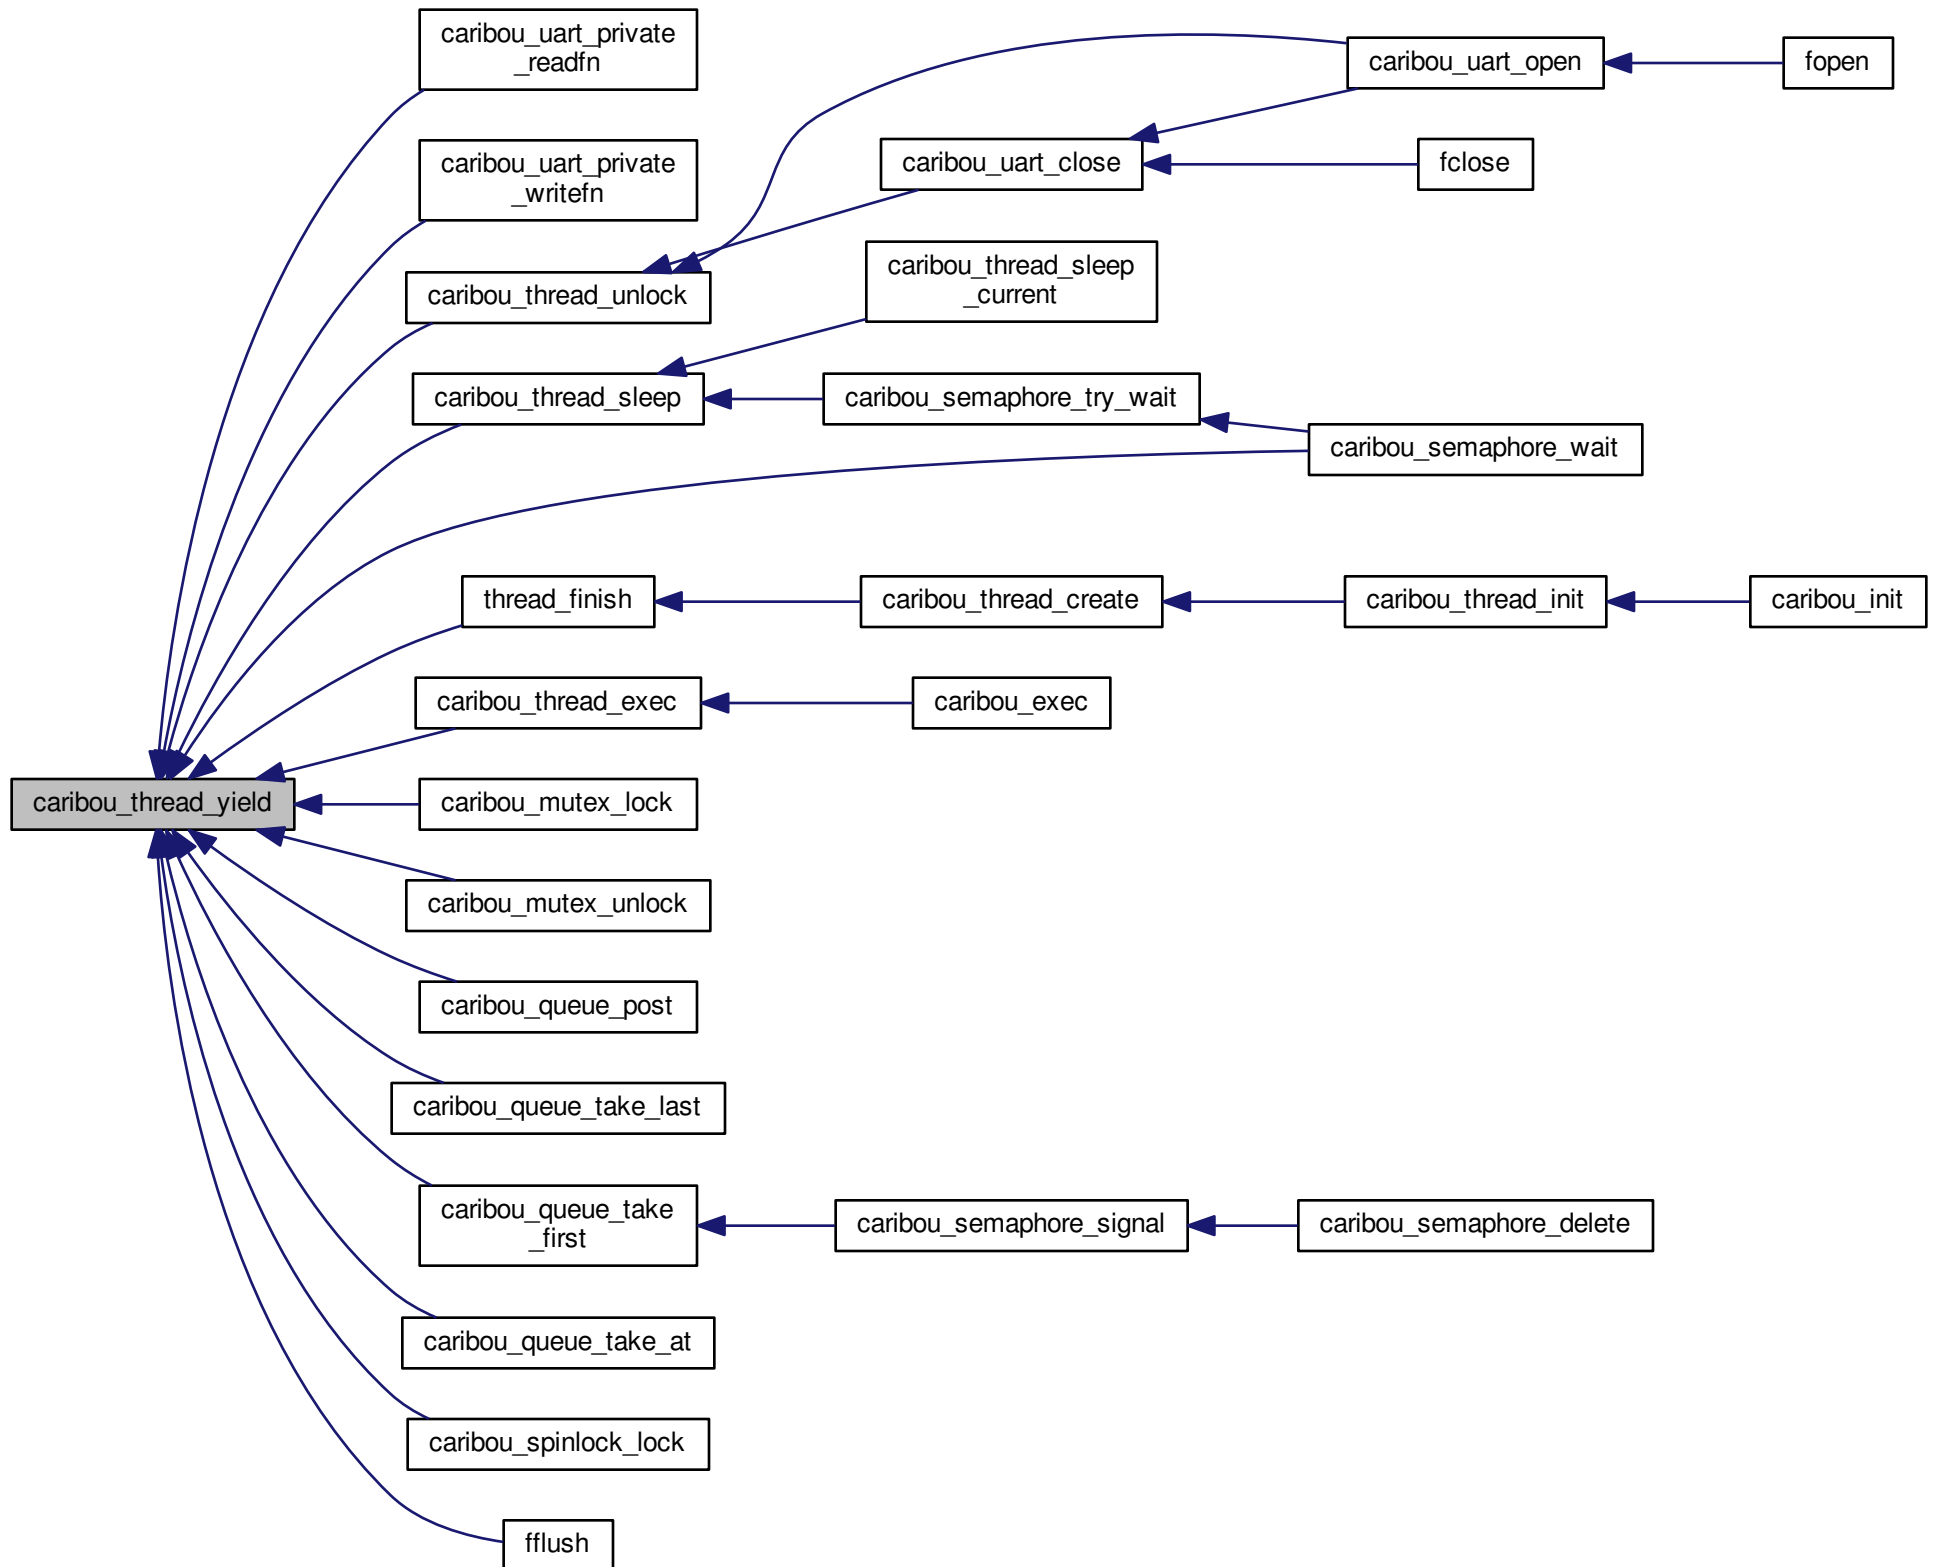 caribou_uart_private
_readfn
caribou_uart_open
fopen
caribou_uart_private
_writefn
caribou_uart_close
fclose
caribou_thread_unlock
caribou_thread_sleep
_current
caribou_thread_sleep
caribou_semaphore_try_wait
caribou_semaphore_wait
thread_finish
caribou_thread_create
caribou_thread_init
caribou_init
caribou_thread_exec
caribou_exec
caribou_thread_yield
caribou_mutex_lock
caribou_mutex_unlock
caribou_queue_post
caribou_queue_take_last
caribou_queue_take
_first
caribou_semaphore_signal
caribou_semaphore_delete
caribou_queue_take_at
caribou_spinlock_lock
fflush